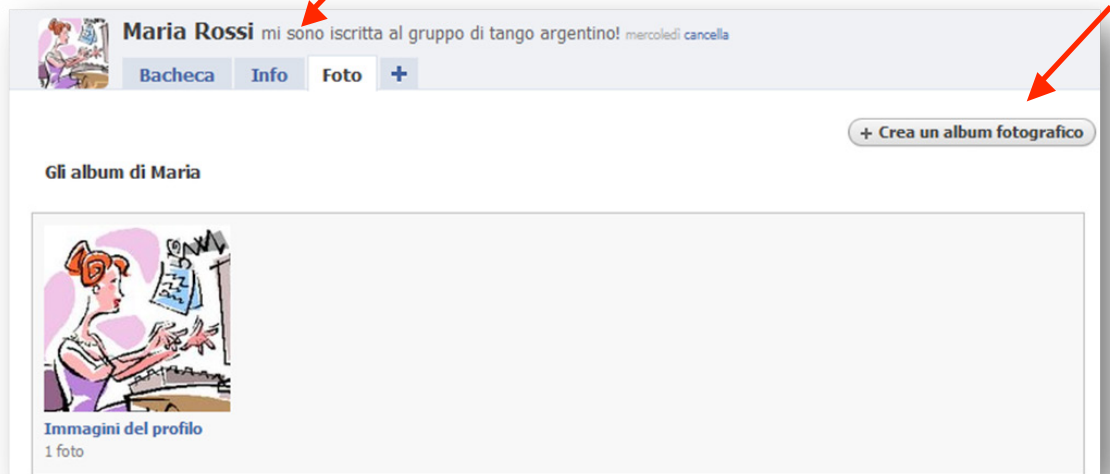 Maria Rossi mi sono iscritta al gruppo di tango argentino! mercoledì cancella
Bacheca Info Foto +
+ Crea un album fotografico
Gli album di Maria
Immagini del profilo
1 foto